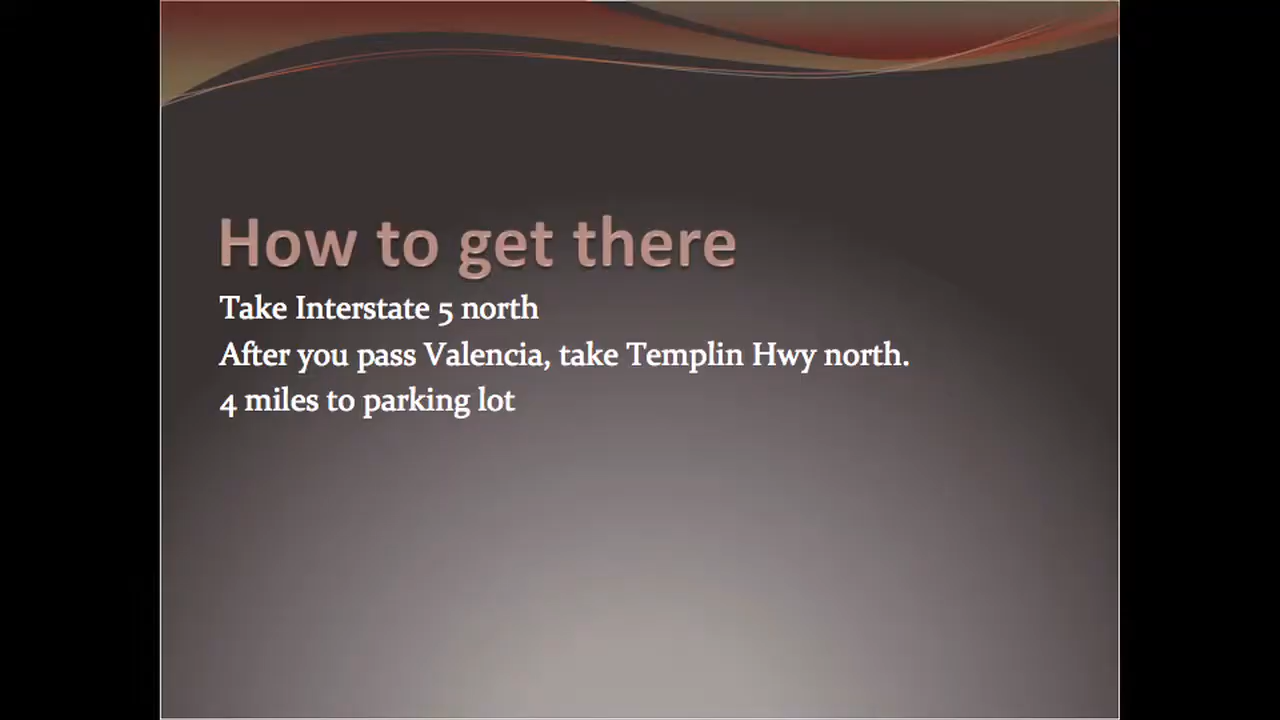 How to get there
Take Interstate 5 north
After you pass Valencia, take Templin Hwy north.
4 miles to parking lot